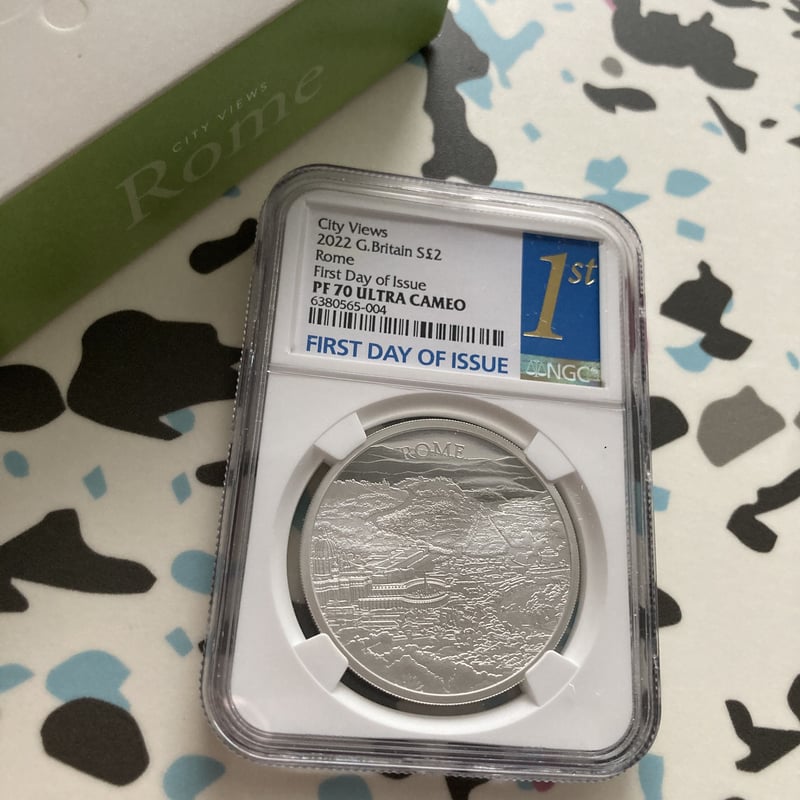 CITY VIEWS
Rome
City Views
2022 G.Britain S£2
Rome
First Day of Issue
PF 70 ULTRA CAMEO
6380565-004
FIRST DAY OF ISSUE
1st
NGC
ROME